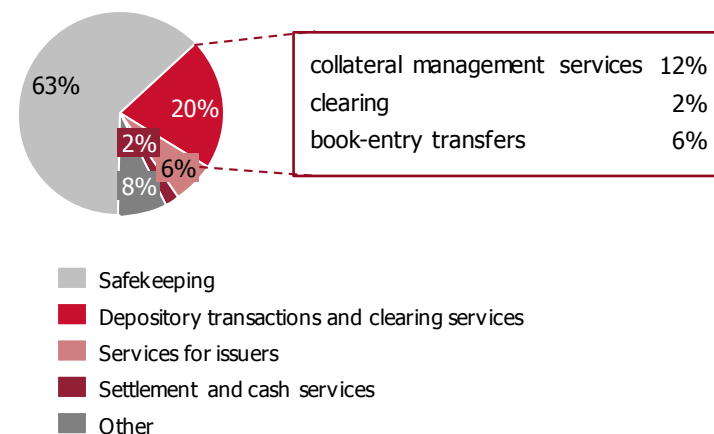 63%
20%
2%
6%
8%
collateral management services 12%
clearing 2%
book-entry transfers 6%
Safekeeping
Depository transactions and clearing services
Services for issuers
Settlement and cash services
Other